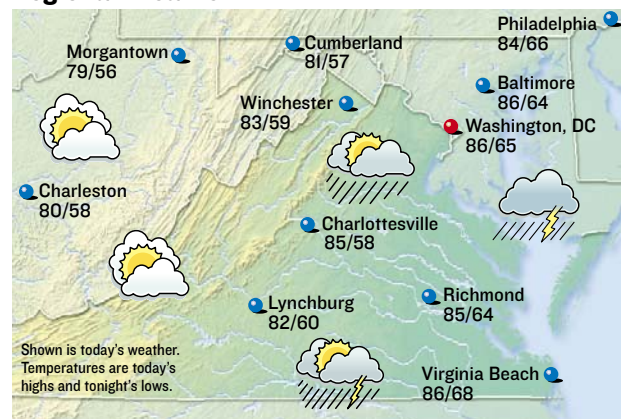 Philadelphia
84/66
Morgantown
79/56
Cumberland
81/57
Baltimore
86/64
Winchester
83/59
Washington, DC
86/65
Charleston
80/58
Charlottesville
85/58
Lynchburg
82/60
Richmond
85/64
Shown is today's weather.
Temperatures are today's
highs and tonight's lows.
Virginia Beach
86/68